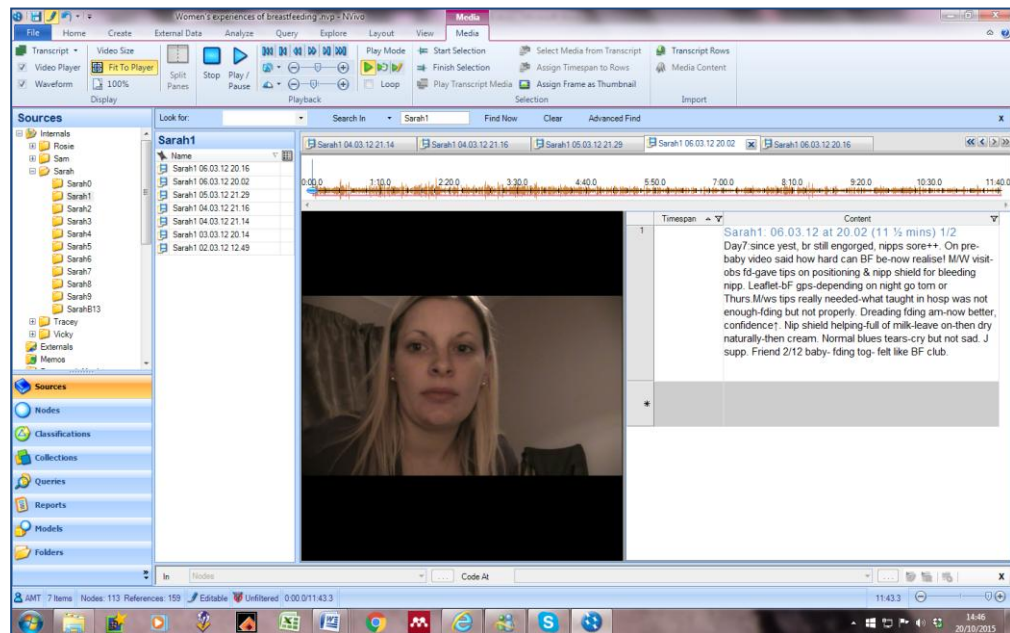 Women's experiences of breastfeeding .nvp - NVivo
Media
File Home Create External Data Analyze Query Explore Layout View Media
Transcript
Video Size
Video Player
Fit To Player
Waveform
100%
Display
Split Panes
Stop
Play / Pause
Play Mode
Loop
Playback
Start Selection
Finish Selection
Play Transcript Media
Select Media from Transcript
Assign Timespan to Rows
Assign Frame as Thumbnail
Selection
Transcript Rows
Media Content
Import
Sources
Look for: Search In Sarah1 Find Now Clear Advanced Find x
Internals
Rosie
Sam
Sarah
Sarah0
Sarah1
Sarah2
Sarah3
Sarah4
Sarah5
Sarah6
Sarah7
Sarah8
Sarah9
SarahB13
Tracey
Vicky
Externals
Memos
Sources
Nodes
Classifications
Collections
Queries
Reports
Models
Folders
Sarah1
Name
Sarah1 06.03.12 20.16
Sarah1 06.03.12 20.02
Sarah1 05.03.12 21.29
Sarah1 04.03.12 21.16
Sarah1 04.03.12 21.14
Sarah1 03.03.12 20.14
Sarah1 02.03.12 12.49
Sarah1 04.03.12 21.14 Sarah1 04.03.12 21.16 Sarah1 05.03.12 21.29 Sarah1 06.03.12 20.02 Sarah1 06.03.12 20.16
0:00.0 1:10.0 2:20.0 3:30.0 4:40.0 5:50.0 7:00.0 8:10.0 9:20.0 10:30.0 11:40.0
Timespan Content
1
Sarah1: 06.03.12 at 20.02 (11 ½ mins) 1/2
Day7:since yest, br still engorged, nipps sore++. On pre-
baby video said how hard can BF be-now realise! M/W visit-
obs fd-gave tips on positioning & nipp shield for bleeding
nipp. Leaflet-bF gps-depending on night go tom or
Thurs.M/ws tips really needed-what taught in hosp was not
enough-fding but not properly. Dreading fding am-now better,
confidence↑. Nip shield helping-full of milk-leave on-then dry
naturally-then cream. Normal blues tears-cry but not sad. J
supp. Friend 2/12 baby- fding tog- felt like BF club.
*
In Nodes ... Code At ... x
AMT 7 Items Nodes: 113 References: 159 Editable Unfiltered 0:00.0/11:43.3 11:43.3
14:46
20/10/2015